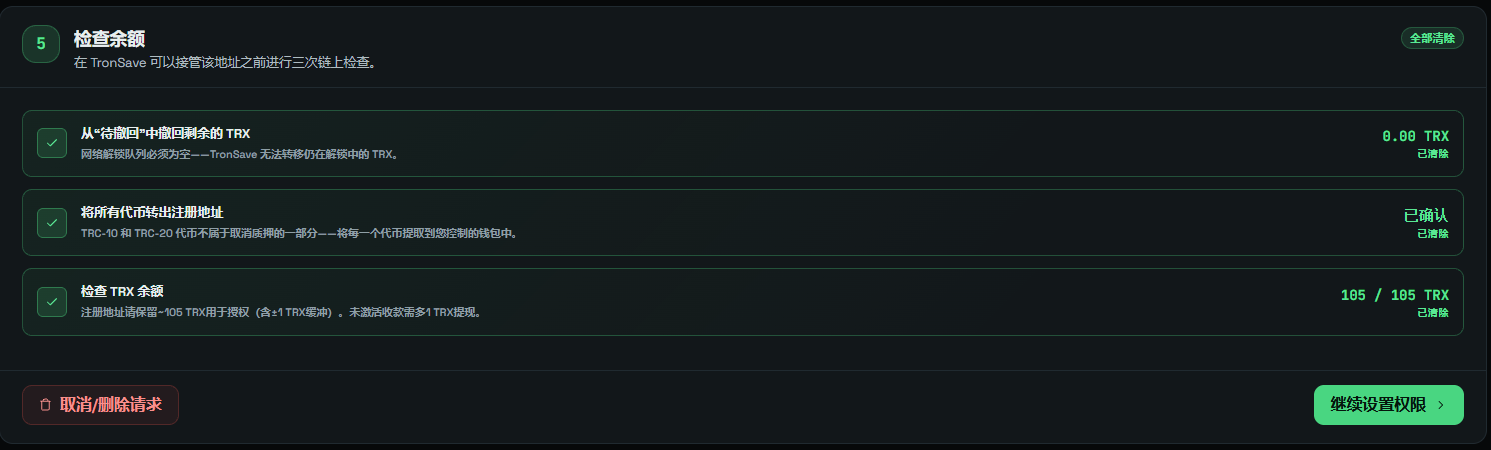 5
检查余额
全部清除
在 TronSave 可以接管该地址之前进行三次链上检查。
从“待撤回”中撤回剩余的 TRX
0.00 TRX
网络解锁队列必须为空——TronSave 无法转移仍在解锁中的 TRX。
已清除
将所有代币转出注册地址
已确认
TRC-10 和 TRC-20 代币不属于取消质押的一部分——将每一个代币提取到您控制的钱包中。
已清除
检查 TRX 余额
105 / 105 TRX
注册地址请保留~105 TRX用于授权（含±1 TRX缓冲）。未激活收款需多1 TRX提现。
已清除
取消/删除请求
继续设置权限